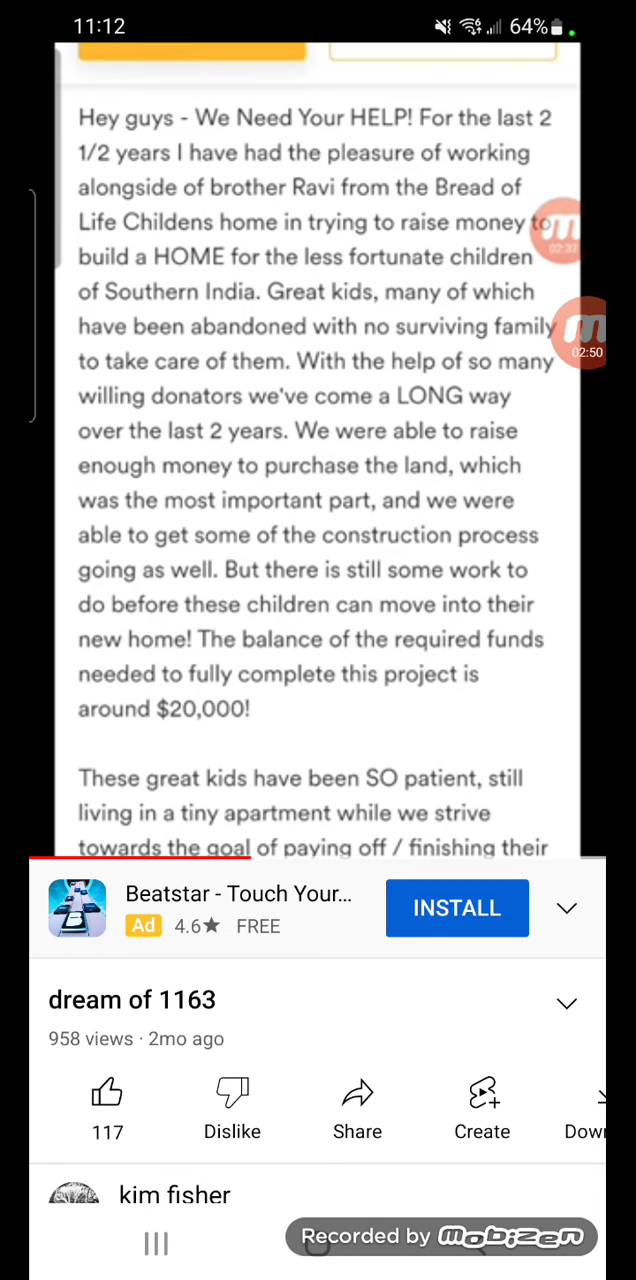 11:12
64%
Hey guys - We Need Your HELP! For the last 2
1/2 years I have had the pleasure of working
alongside of brother Ravi from the Bread of
Life Childens home in trying to raise money to
02:37
build a HOME for the less fortunate children
of Southern India. Great kids, many of which
have been abandoned with no surviving family
02:50
to take care of them. With the help of so many
willing donators we've come a LONG way
over the last 2 years. We were able to raise
enough money to purchase the land, which
was the most important part, and we were
able to get some of the construction process
going as well. But there is still some work to
do before these children can move into their
new home! The balance of the required funds
needed to fully complete this project is
around $20,000!
These great kids have been SO patient, still
living in a tiny apartment while we strive
towards the goal of paying off / finishing their
Beatstar - Touch Your...
Ad 4.6★ FREE
INSTALL
dream of 1163
958 views · 2mo ago
117 Dislike Share Create Down
kim fisher
Recorded by mobizen